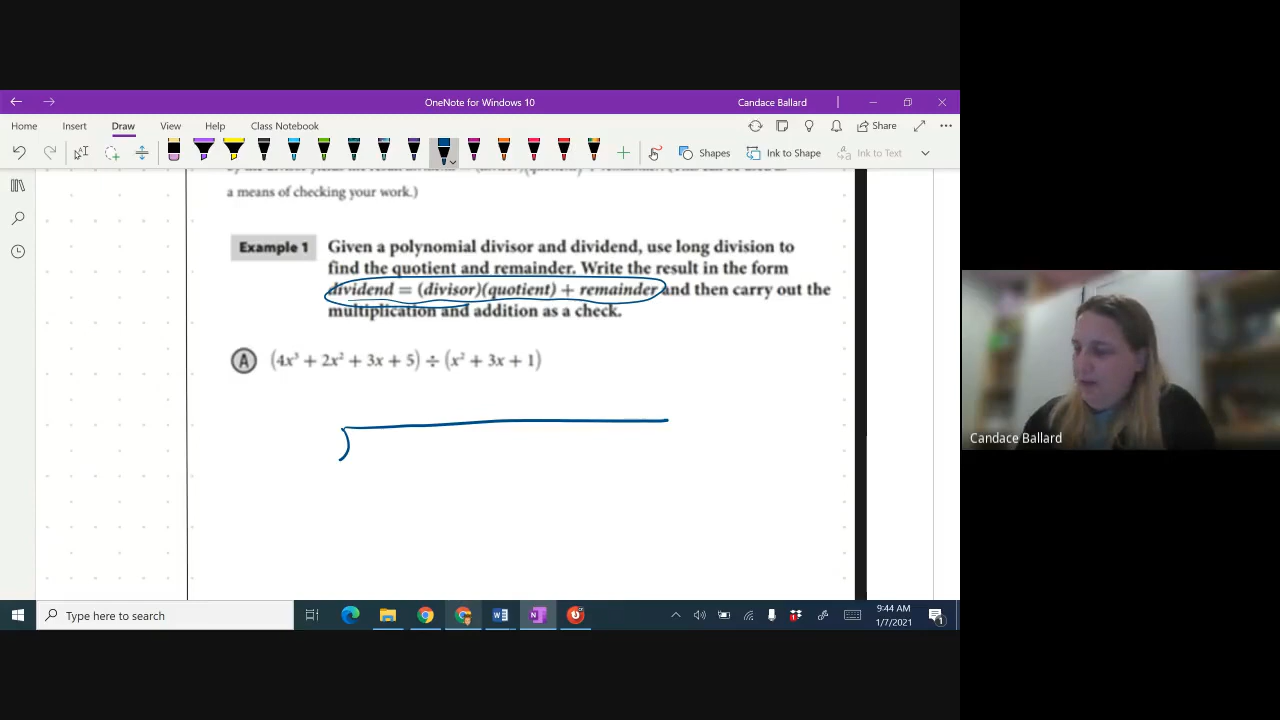 OneNote for Windows 10
Candace Ballard
Home Insert Draw View Help Class Notebook
Share
Shapes Ink to Shape Ink to Text
a means of checking your work.)
Example 1 Given a polynomial divisor and dividend, use long division to
find the quotient and remainder. Write the result in the form
dividend = (divisor)(quotient) + remainder and then carry out the
multiplication and addition as a check.
A (4x³ + 2x² + 3x + 5) ÷ (x² + 3x + 1)
Candace Ballard
Type here to search
9:44 AM
1/7/2021